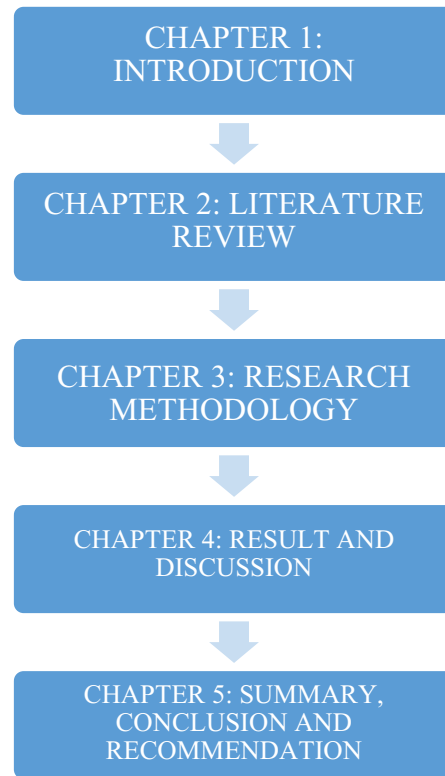 CHAPTER 1:
INTRODUCTION
CHAPTER 2: LITERATURE
REVIEW
CHAPTER 3: RESEARCH
METHODOLOGY
CHAPTER 4: RESULT AND
DISCUSSION
CHAPTER 5: SUMMARY,
CONCLUSION AND
RECOMMENDATION